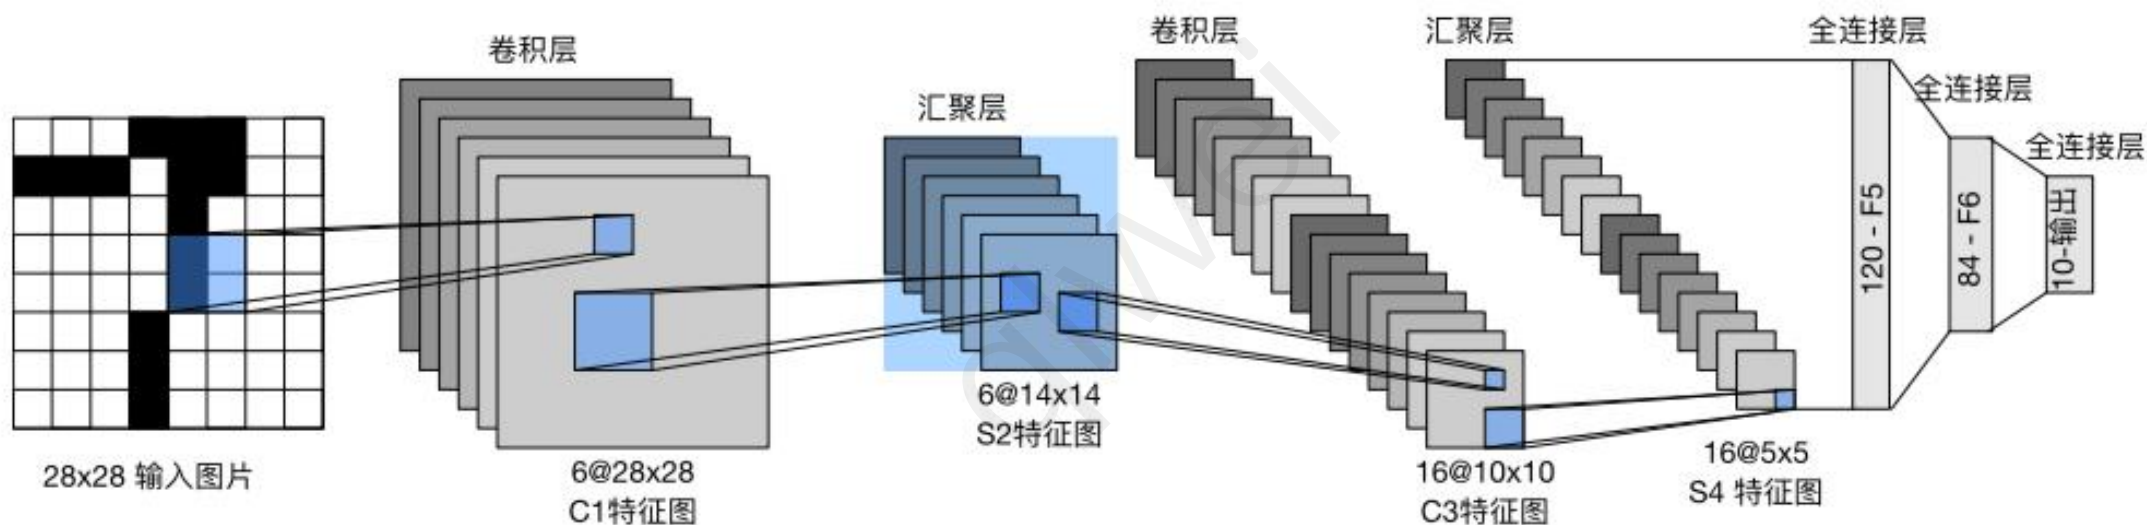 卷积层
汇聚层
卷积层
汇聚层
全连接层
全连接层
全连接层
28x28 输入图片
6@28x28
C1特征图
6@14x14
S2特征图
16@10x10
C3特征图
16@5x5
S4 特征图
120 - F5
84 - F6
10-输出
qiwei